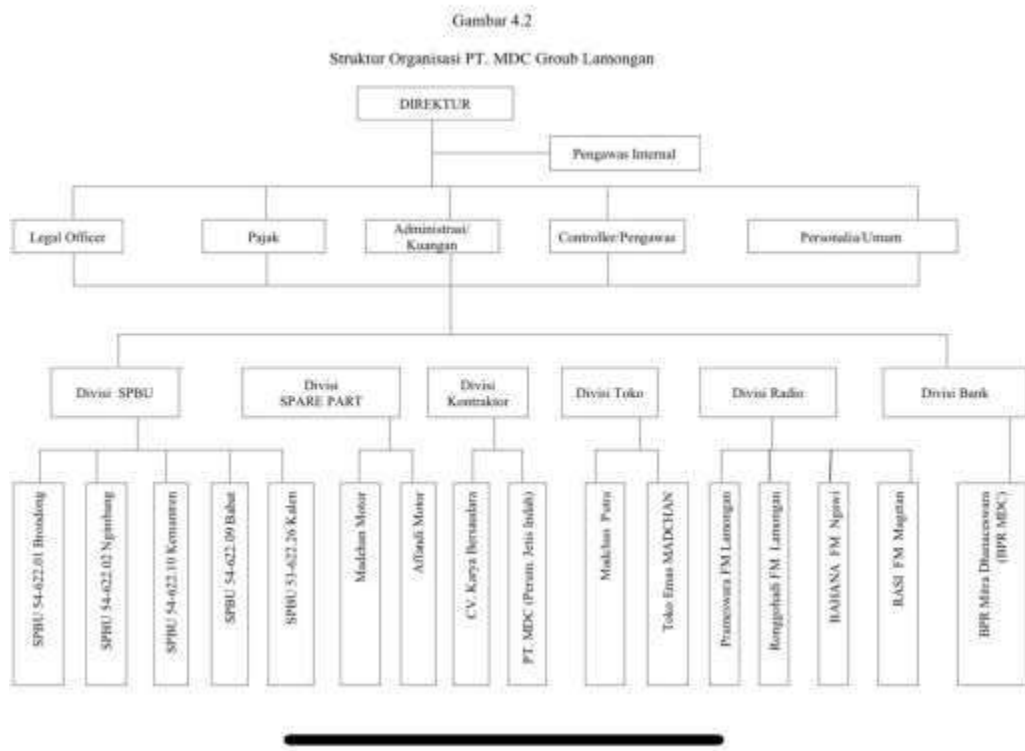 Gambar 4.2
Struktur Organisasi PT. MDC Groub Lamongan
DIREKTUR
Pengawas Internal
Legal Officer
Pajak
Administrasi/
Kuangan
Controller/Pengawas
Personalia/Umum
Divisi SPBU
Divisi
SPARE PART
Divisi
Kontraktor
Divisi Toko
Divisi Radio
Divisi Bank
SPBU 54-622.01 Brondong
SPBU 54-622.02 Ngimbang
SPBU 54-622.10 Kemantren
SPBU 54-622.09 Babat
SPBU 53-622.26 Kalen
Madchan Motor
Affandi Motor
CV. Karya Bersaudara
PT. MDC (Perum. Jetis Indah)
Madchan Putra
Toko Emas MADCHAN
Prameswara FM Lamongan
Ronggohadi FM Lamongan
BAHANA FM Ngawi
RASI FM Magetan
BPR Mitra Dhanaceswara
(BPR MDC)